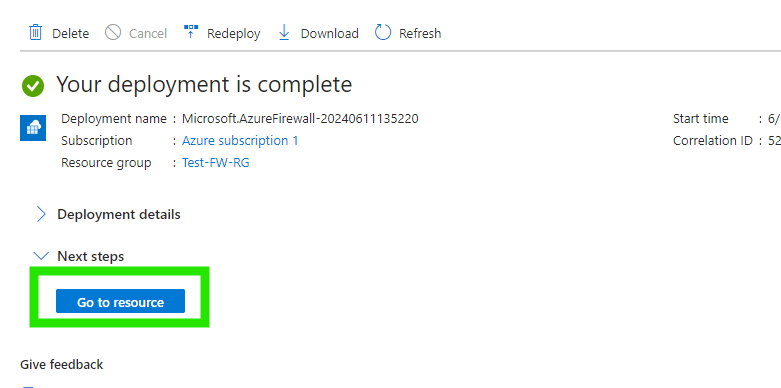 Delete Cancel Redeploy Download Refresh
Your deployment is complete
Deployment name : Microsoft.AzureFirewall-20240611135220 Start time : 6/
Subscription : Azure subscription 1 Correlation ID : 52
Resource group : Test-FW-RG
Deployment details
Next steps
Go to resource
Give feedback